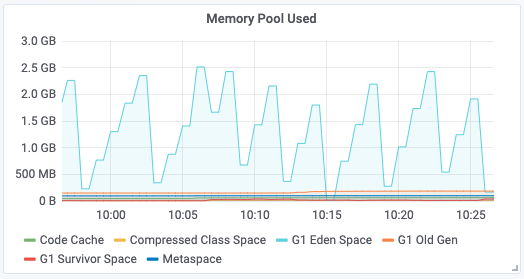 Memory Pool Used
3.0 GB
2.5 GB
2.0 GB
1.5 GB
1.0 GB
500 MB
0 B
10:00 10:05 10:10 10:15 10:20 10:25
Code Cache Compressed Class Space G1 Eden Space G1 Old Gen
G1 Survivor Space Metaspace